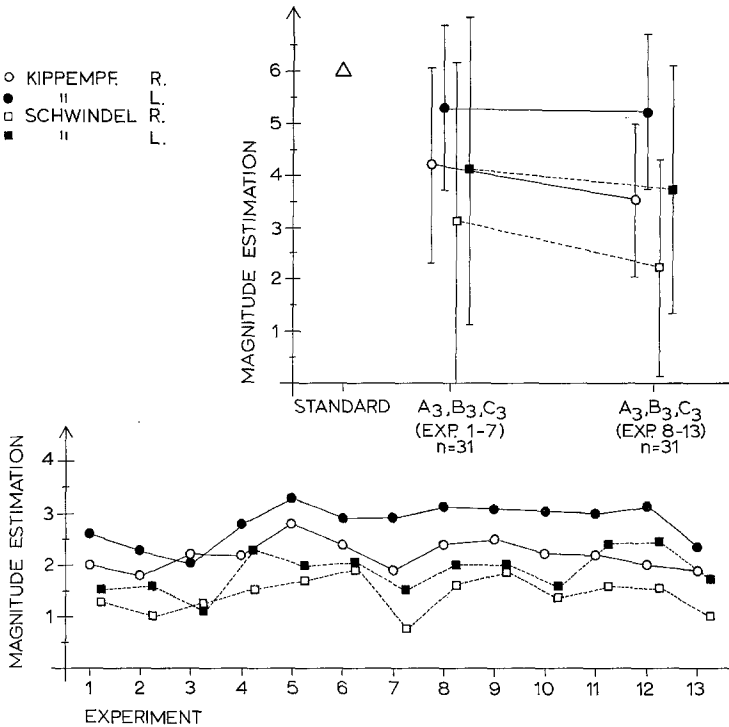 KIPPEMPF. R.
" L.
SCHWINDEL R.
" L.
MAGNITUDE ESTIMATION
6
5
4
3
2
1
STANDARD
A3,B3,C3
(EXP. 1-7)
n=31
A3,B3,C3
(EXP. 8-13)
n=31
MAGNITUDE ESTIMATION
4
3
2
1
1 2 3 4 5 6 7 8 9 10 11 12 13
EXPERIMENT